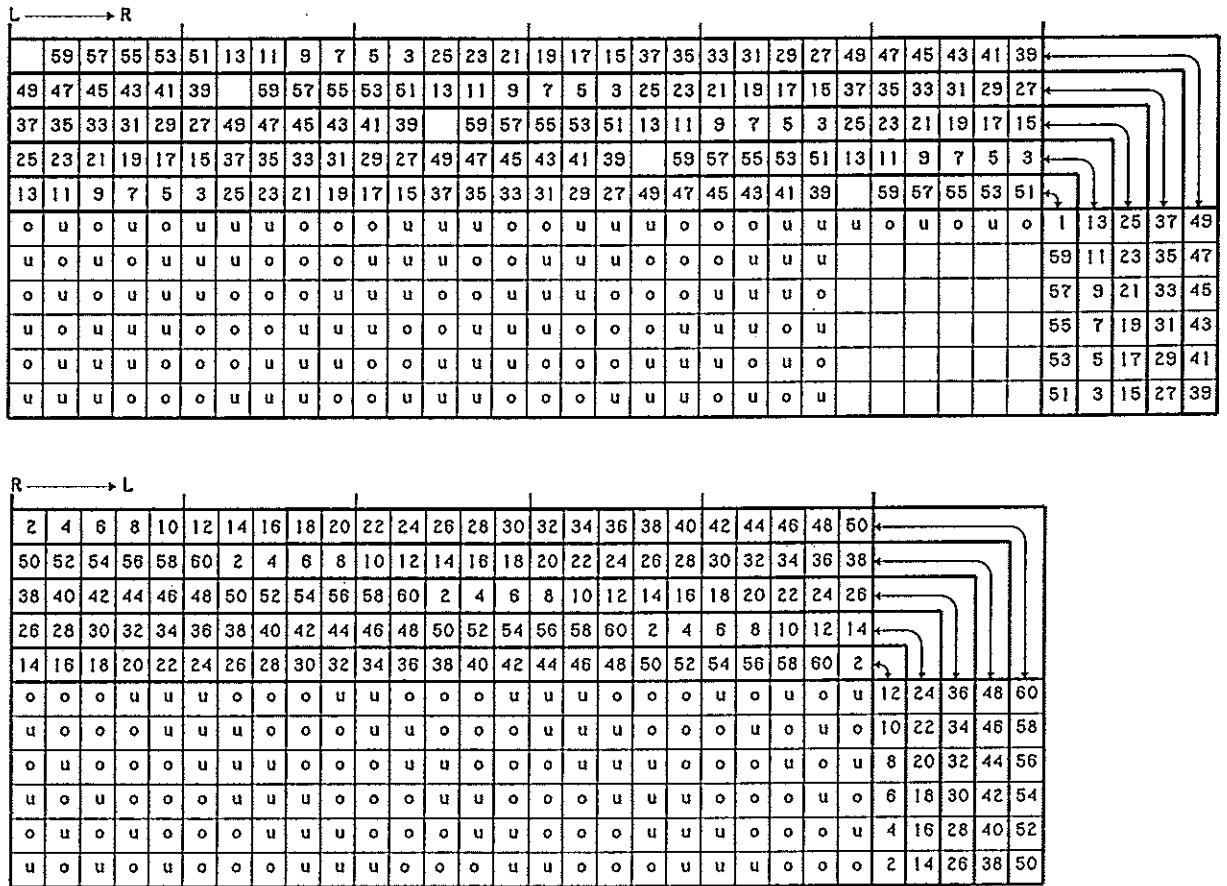 L R
59 57 55 53 51 13 11 9 7 5 3 25 23 21 19 17 15 37 35 33 31 29 27 49 47 45 43 41 39
49 47 45 43 41 39 59 57 55 53 51 13 11 9 7 5 3 25 23 21 19 17 15 37 35 33 31 29 27
37 35 33 31 29 27 49 47 45 43 41 39 59 57 55 53 51 13 11 9 7 5 3 25 23 21 19 17 15
25 23 21 19 17 15 37 35 33 31 29 27 49 47 45 43 41 39 59 57 55 53 51 13 11 9 7 5 3
13 11 9 7 5 3 25 23 21 19 17 15 37 35 33 31 29 27 49 47 45 43 41 39 59 57 55 53 51
o u o u o u u u o o o u u u o o u u u o o o u u u o u o u o 1 13 25 37 49
u o u o u u u o o o u u u o o u u u o o o u u u 59 11 23 35 47
o u o u u u o o o u u u o o u u u o o o u u u o 57 9 21 33 45
u o u u u o o o u u u o o u u u o o o u u u o u 55 7 19 31 43
o u u u o o o u u u o o u u u o o o u u u o u o 53 5 17 29 41
u u u o o o u u u o o u u u o o o u u u o u o u 51 3 15 27 39
R L
2 4 6 8 10 12 14 16 18 20 22 24 26 28 30 32 34 36 38 40 42 44 46 48 50
50 52 54 56 58 60 2 4 6 8 10 12 14 16 18 20 22 24 26 28 30 32 34 36 38
38 40 42 44 46 48 50 52 54 56 58 60 2 4 6 8 10 12 14 16 18 20 22 24 26
26 28 30 32 34 36 38 40 42 44 46 48 50 52 54 56 58 60 2 4 6 8 10 12 14
14 16 18 20 22 24 26 28 30 32 34 36 38 40 42 44 46 48 50 52 54 56 58 60 2
o o o u u u o o o u u o o o u u u o o o u o u o u 12 24 36 48 60
u o o o u u u o o o u u o o o u u u o o o u o u o 10 22 34 46 58
o u o o o u u u o o o u u o o o u u u o o o u o u 8 20 32 44 56
u o u o o o u u u o o o u u o o o u u u o o o u o 6 18 30 42 54
o u o u o o o u u u o o o u u o o o u u u o o o u 4 16 28 40 52
u o u o u o o o u u u o o o u u o o o u u u o o o 2 14 26 38 50